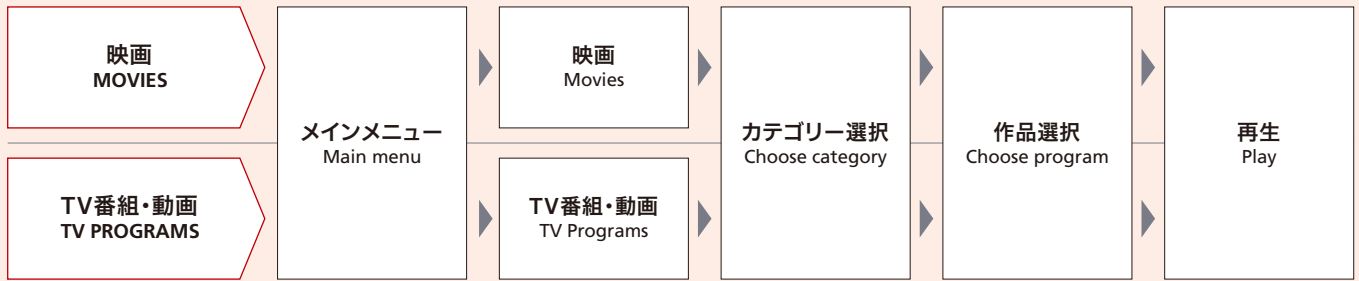 映画
MOVIES
メインメニュー
Main menu
映画
Movies
カテゴリー選択
Choose category
作品選択
Choose program
再生
Play
TV番組・動画
TV PROGRAMS
TV番組・動画
TV Programs